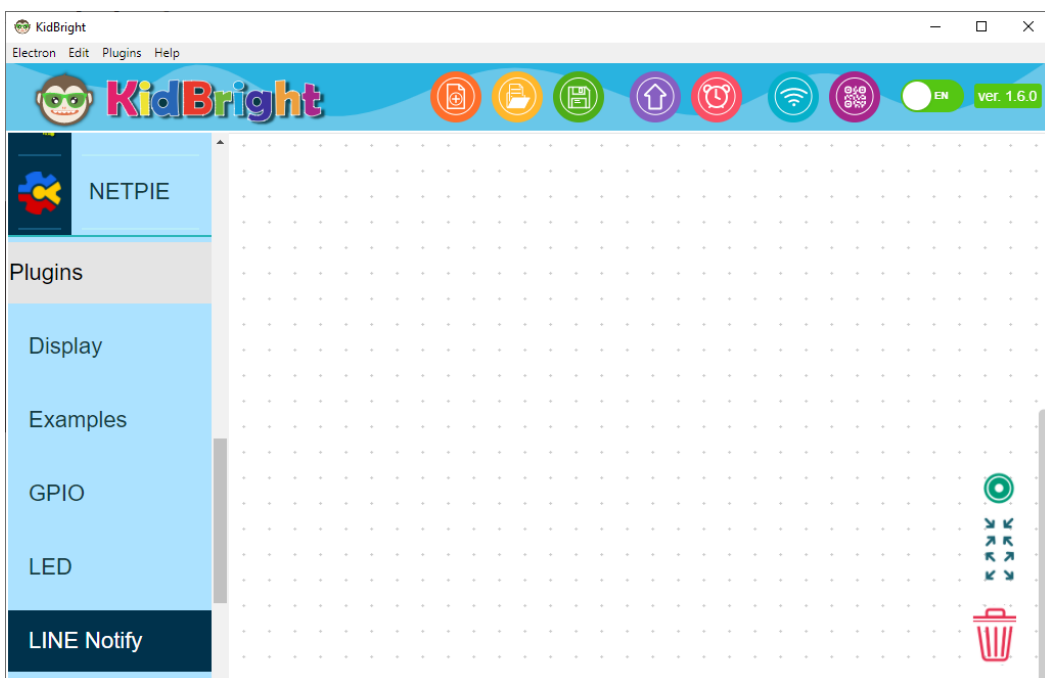 KidBright
Electron Edit Plugins Help
KidBright
EN
ver. 1.6.0
NETPIE
Plugins
Display
Examples
GPIO
LED
LINE Notify